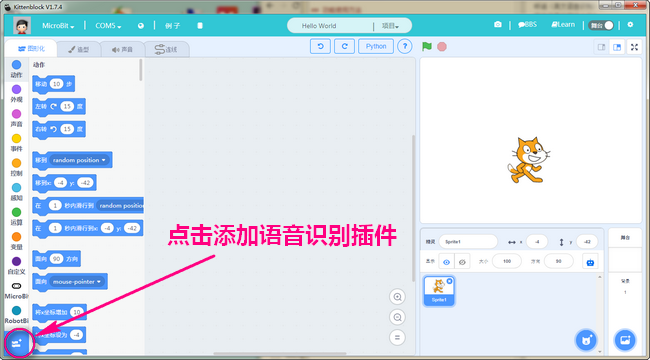 Kittenblock V1.7.4
MicroBit
COM5
例子
Hello World
项目
BBS
Learn
舞台
图形化
造型
声音
连线
Python
?
动作
外观
声音
事件
控制
感知
运算
变量
自定义
MicroBit
RobotBi
动作
移动 10 步
左转 15 度
右转 15 度
移到 random position
移到x: -4 y: -42
在 1 秒内滑行到 random position
在 1 秒内滑行到x: -4 y: -42
面向 90 方向
面向 mouse-pointer
将x坐标增加 10
将x坐标设为 -4
点击添加语音识别插件
Sprite1
x -4
y -42
显示
大小 100
方向 90
Sprite1
舞台
背景
1